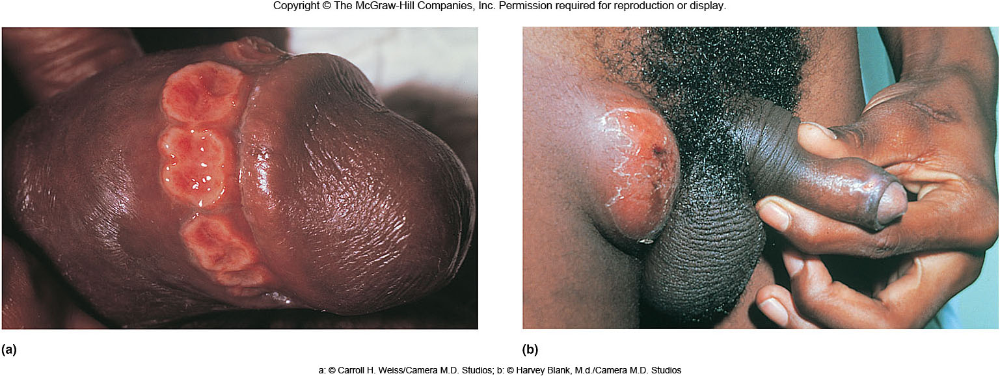 Copyright © The McGraw-Hill Companies, Inc. Permission required for reproduction or display.
(a)
(b)
a: © Carroll H. Weiss/Camera M.D. Studios; b: © Harvey Blank, M.d./Camera M.D. Studios